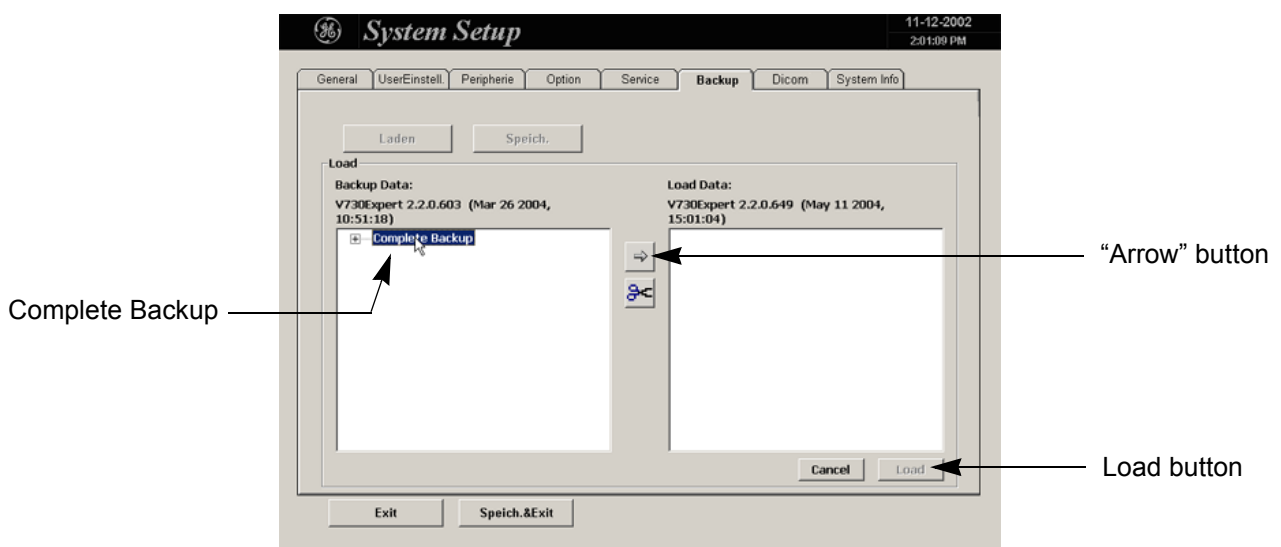 System Setup
11-12-2002
2:01:09 PM
General UserEinstell. Peripherie Option Service Backup Dicom System Info
Laden Speich.
Load
Backup Data:
V730Expert 2.2.0.603 (Mar 26 2004,
10:51:18)
Load Data:
V730Expert 2.2.0.649 (May 11 2004,
15:01:04)
Complete Backup
“Arrow” button
Complete Backup
Cancel Load
Load button
Exit Speich.&Exit